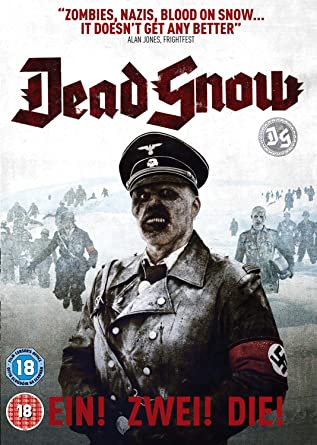 “ZOMBIES, NAZIS, BLOOD ON SNOW...
... IT DOESN'T GET ANY BETTER”
ALAN JONES, FRIGHTFEST
Dead Snow
DS
18
18
EIN! ZWEI! DIE!